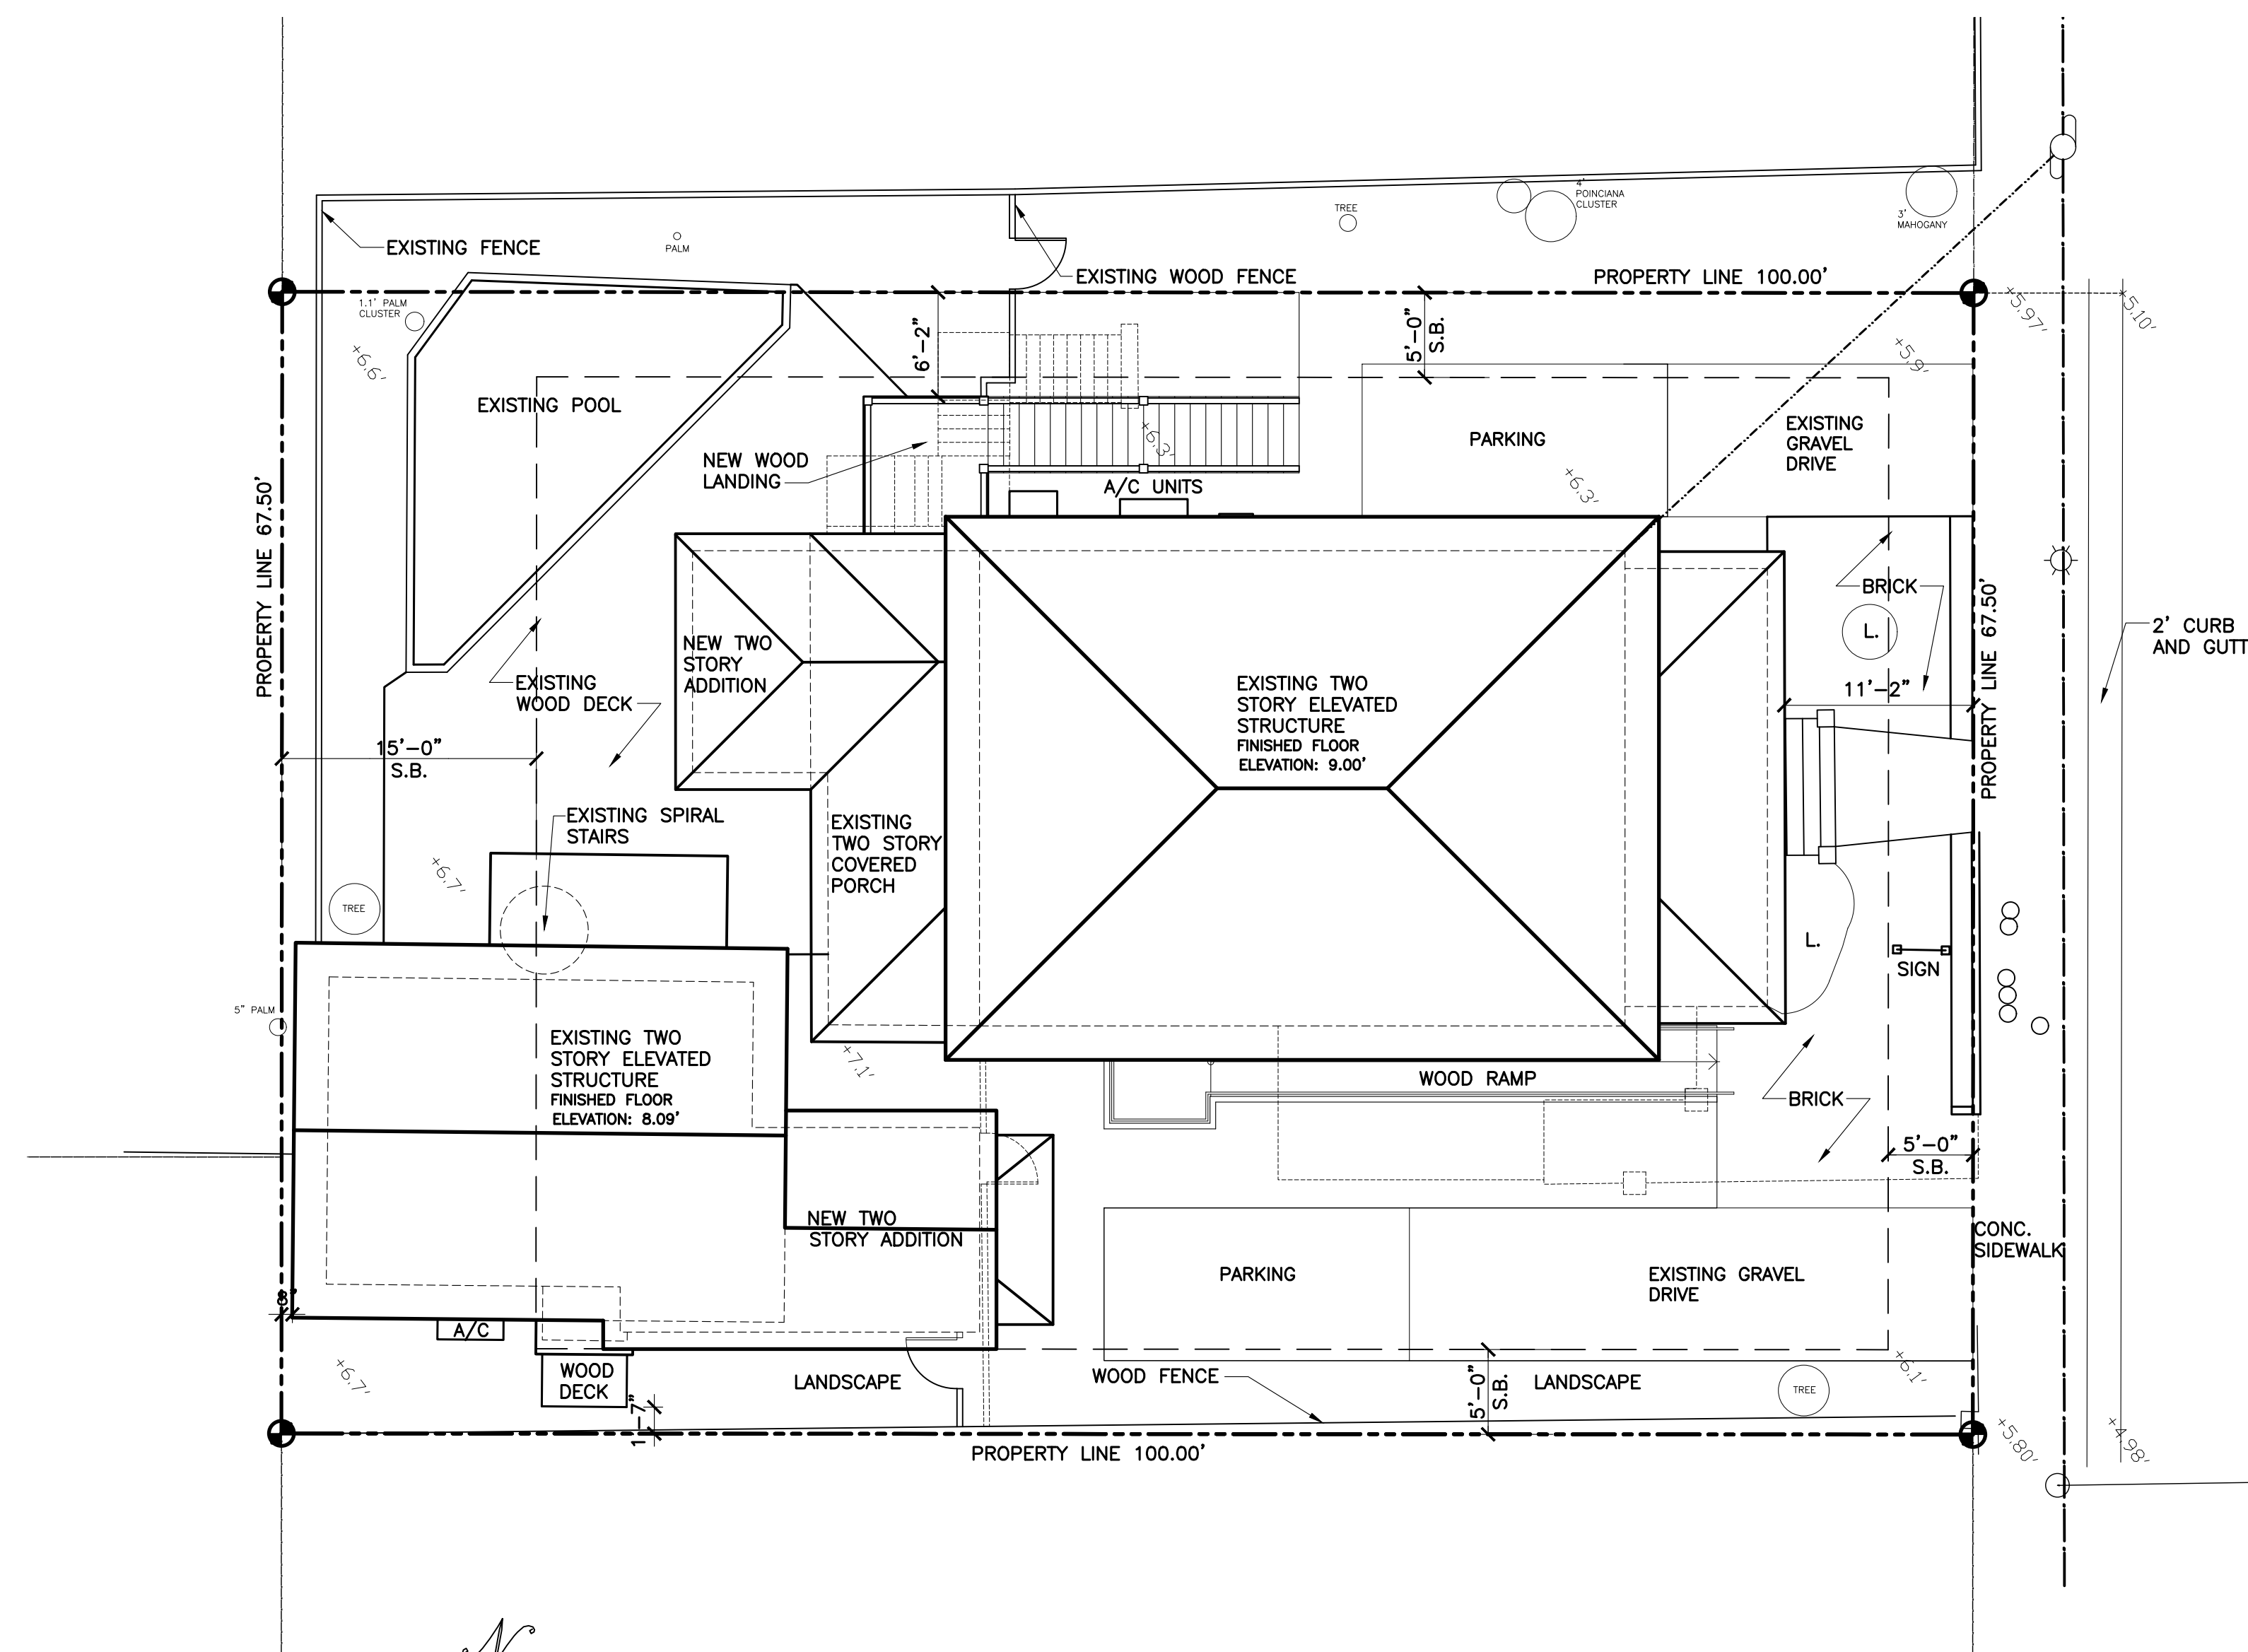 4'
POINCIANA
CLUSTER
TREE
3'
MAHOGANY
PALM
EXISTING FENCE
EXISTING WOOD FENCE
PROPERTY LINE 100.00'
1.1' PALM
CLUSTER
+5.97'
+5.10'
+6.6'
6'-2"
5'-0"
S.B.
+5.9'
EXISTING POOL
PARKING
EXISTING
GRAVEL
DRIVE
+6.3'
NEW WOOD
LANDING
A/C UNITS
+6.3'
PROPERTY LINE 67.50'
BRICK
L.
PROPERTY LINE 67.50'
2' CURB
AND GUTT
NEW TWO
STORY
ADDITION
EXISTING
WOOD DECK
EXISTING TWO
STORY ELEVATED
STRUCTURE
FINISHED FLOOR
ELEVATION: 9.00'
11'-2"
15'-0"
S.B.
EXISTING SPIRAL
STAIRS
EXISTING
TWO STORY
COVERED
PORCH
+6.7'
TREE
L.
SIGN
5" PALM
EXISTING TWO
STORY ELEVATED
STRUCTURE
FINISHED FLOOR
ELEVATION: 8.09'
+7.1'
WOOD RAMP
BRICK
5'-0"
S.B.
NEW TWO
STORY ADDITION
CONC.
SIDEWALK
PARKING
EXISTING GRAVEL
DRIVE
8"
A/C
+6.7'
WOOD
DECK
1'-7"
LANDSCAPE
WOOD FENCE
5'-0"
S.B.
LANDSCAPE
TREE
+6.1'
PROPERTY LINE 100.00'
+5.80'
+4.98'
N